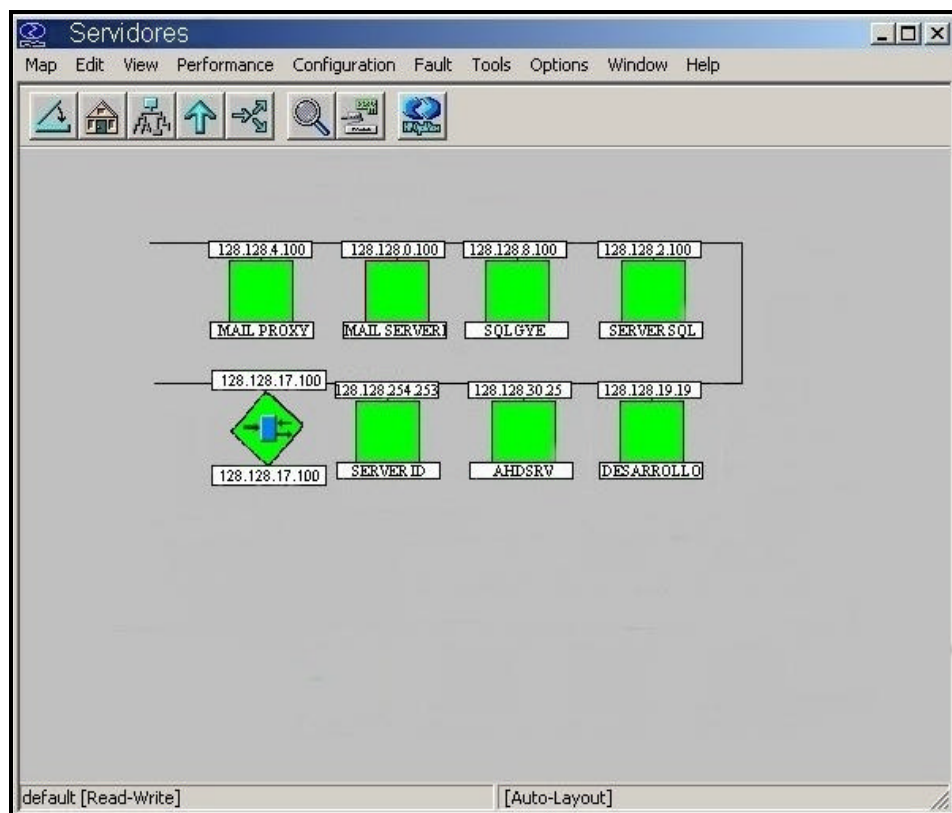 Servidores
Map Edit View Performance Configuration Fault Tools Options Window Help
128.128.4.100 128.128.0.100 128.128.8.100 128.128.2.100
MAIL PROXY MAIL SERVER1 SQLGYE SERVER SQL
128.128.17.100 128.128.254.253 128.128.30.25 128.128.19.19
128.128.17.100 SERVER ID AHDSRV DESARROLLO
default [Read-Write] [Auto-Layout]